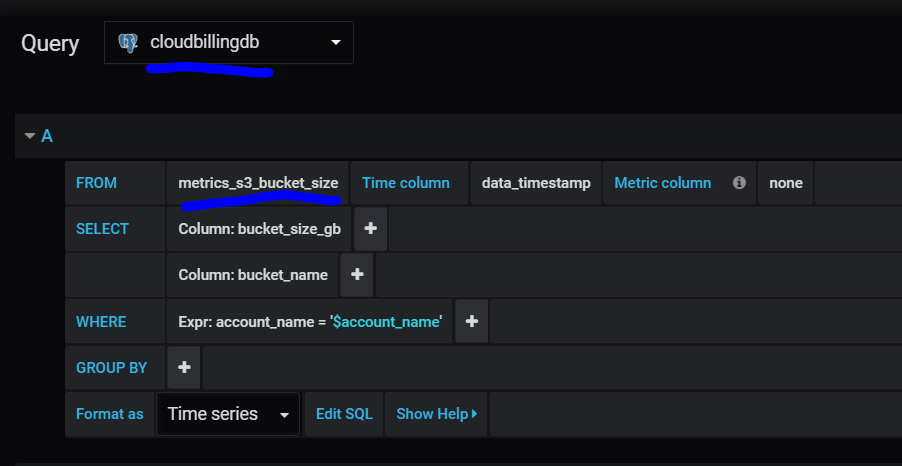 Query cloudbillingdb
A
FROM metrics_s3_bucket_size Time column data_timestamp Metric column none
SELECT Column: bucket_size_gb +
Column: bucket_name +
WHERE Expr: account_name = '$account_name' +
GROUP BY +
Format as Time series Edit SQL Show Help